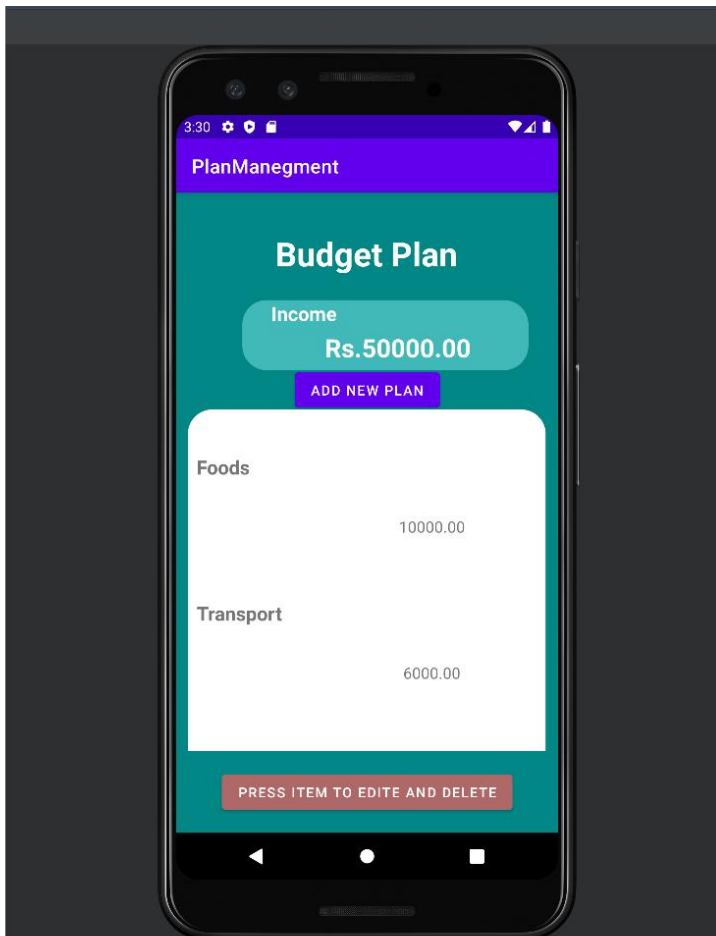 3:30
PlanManegment
Budget Plan
Income
Rs.50000.00
ADD NEW PLAN
Foods
10000.00
Transport
6000.00
PRESS ITEM TO EDITE AND DELETE